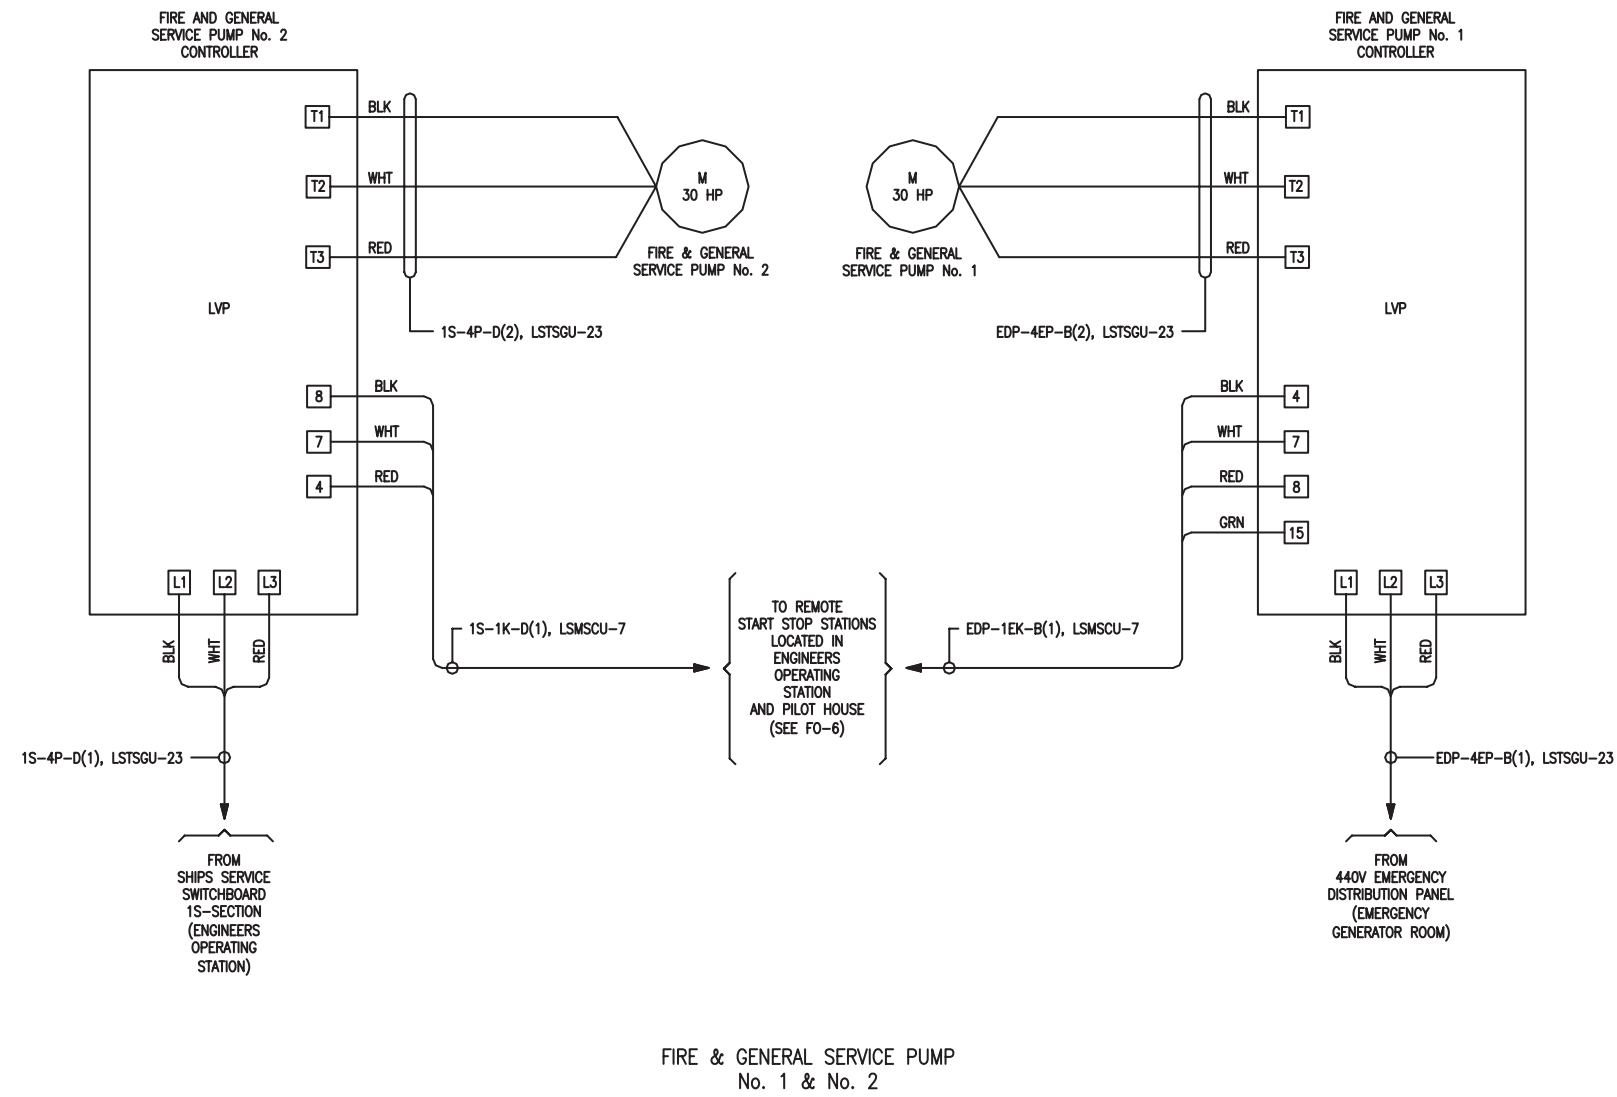 FIRE AND GENERAL
SERVICE PUMP No. 2
CONTROLLER
T1
BLK
T2
WHT
T3
RED
LVP
M
30 HP
FIRE & GENERAL
SERVICE PUMP No. 2
1S-4P-D(2), LSTSGU-23
8
BLK
7
WHT
4
RED
L1
L2
L3
BLK
WHT
RED
1S-1K-D(1), LSMSCU-7
1S-4P-D(1), LSTSGU-23
FROM
SHIPS SERVICE
SWITCHBOARD
1S-SECTION
(ENGINEERS
OPERATING
STATION)
TO REMOTE
START STOP STATIONS
LOCATED IN
ENGINEERS
OPERATING
STATION
AND PILOT HOUSE
(SEE FO-6)
FIRE AND GENERAL
SERVICE PUMP No. 1
CONTROLLER
BLK
T1
WHT
T2
RED
T3
LVP
M
30 HP
FIRE & GENERAL
SERVICE PUMP No. 1
EDP-4EP-B(2), LSTSGU-23
BLK
4
WHT
7
RED
8
GRN
15
L1
L2
L3
BLK
WHT
RED
EDP-1EK-B(1), LSMSCU-7
EDP-4EP-B(1), LSTSGU-23
FROM
440V EMERGENCY
DISTRIBUTION PANEL
(EMERGENCY
GENERATOR ROOM)
FIRE & GENERAL SERVICE PUMP
No. 1 & No. 2